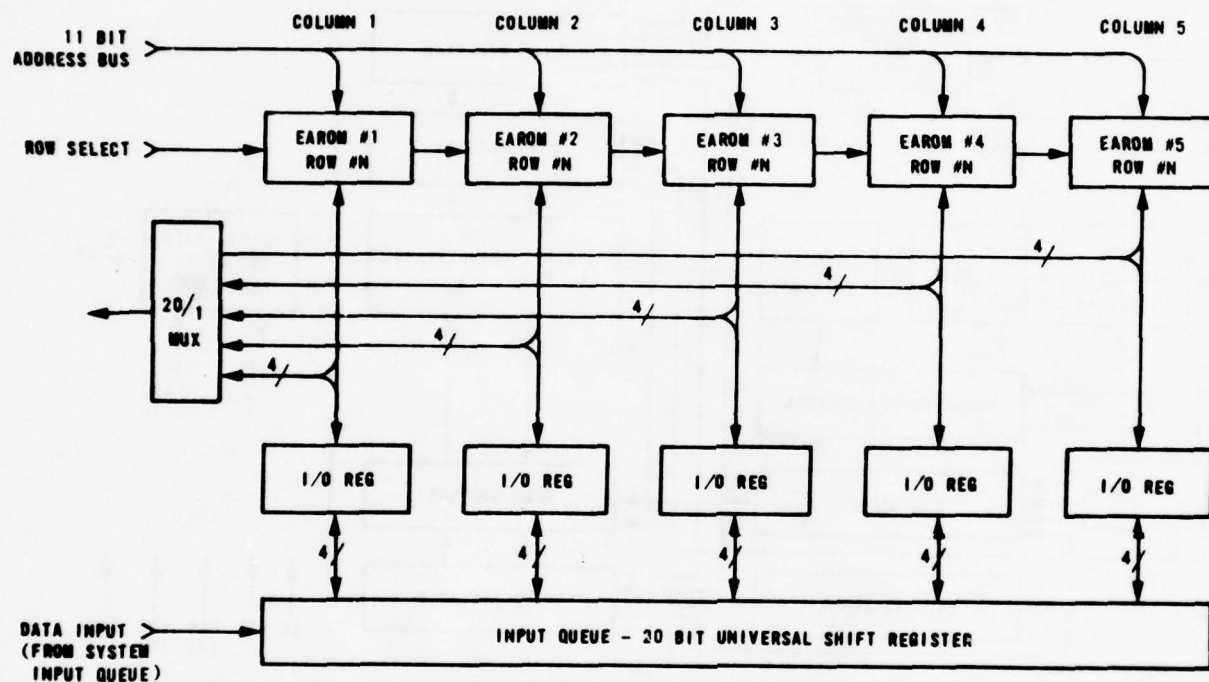 COLUMN 1
COLUMN 2
COLUMN 3
COLUMN 4
COLUMN 5
11 BIT
ADDRESS BUS
ROW SELECT
EAROM #1
ROW #N
EAROM #2
ROW #N
EAROM #3
ROW #N
EAROM #4
ROW #N
EAROM #5
ROW #N
4
4
4
4
4
20/1
MUX
I/O REG
I/O REG
I/O REG
I/O REG
I/O REG
4
4
4
4
4
DATA INPUT
(FROM SYSTEM
INPUT QUEUE)
INPUT QUEUE - 20 BIT UNIVERSAL SHIFT REGISTER